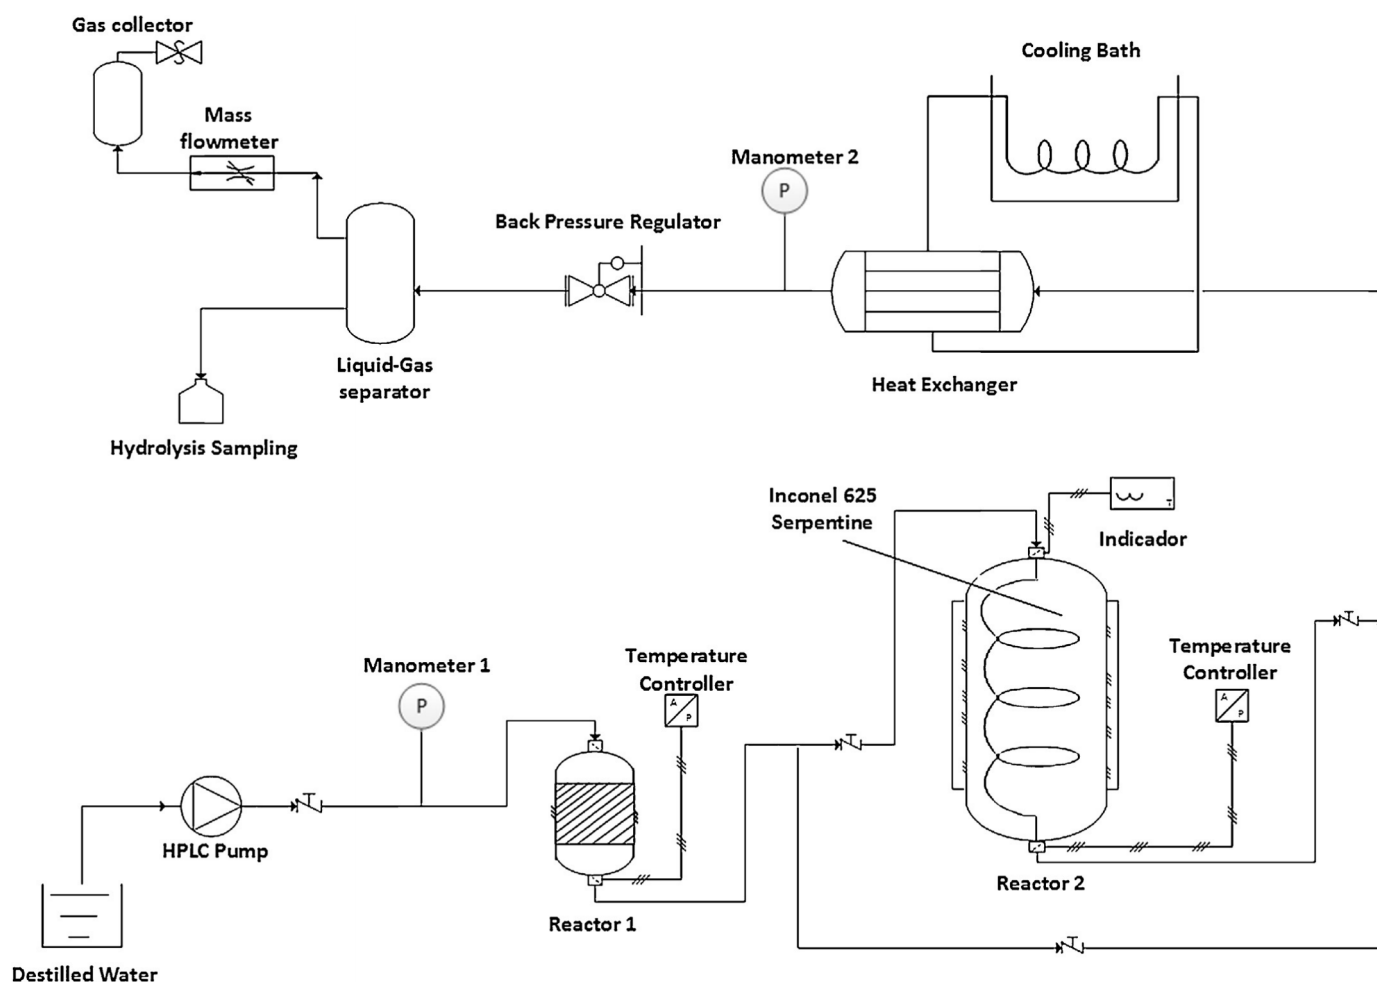 Gas collector
Cooling Bath
Mass
flowmeter
Manometer 2
P
Back Pressure Regulator
Liquid-Gas
separator
Heat Exchanger
Hydrolysis Sampling
Inconel 625
Serpentine
T
Indicador
Manometer 1
P
Temperature
Controller
A
P
Temperature
Controller
A
P
HPLC Pump
Reactor 1
Reactor 2
Destilled Water